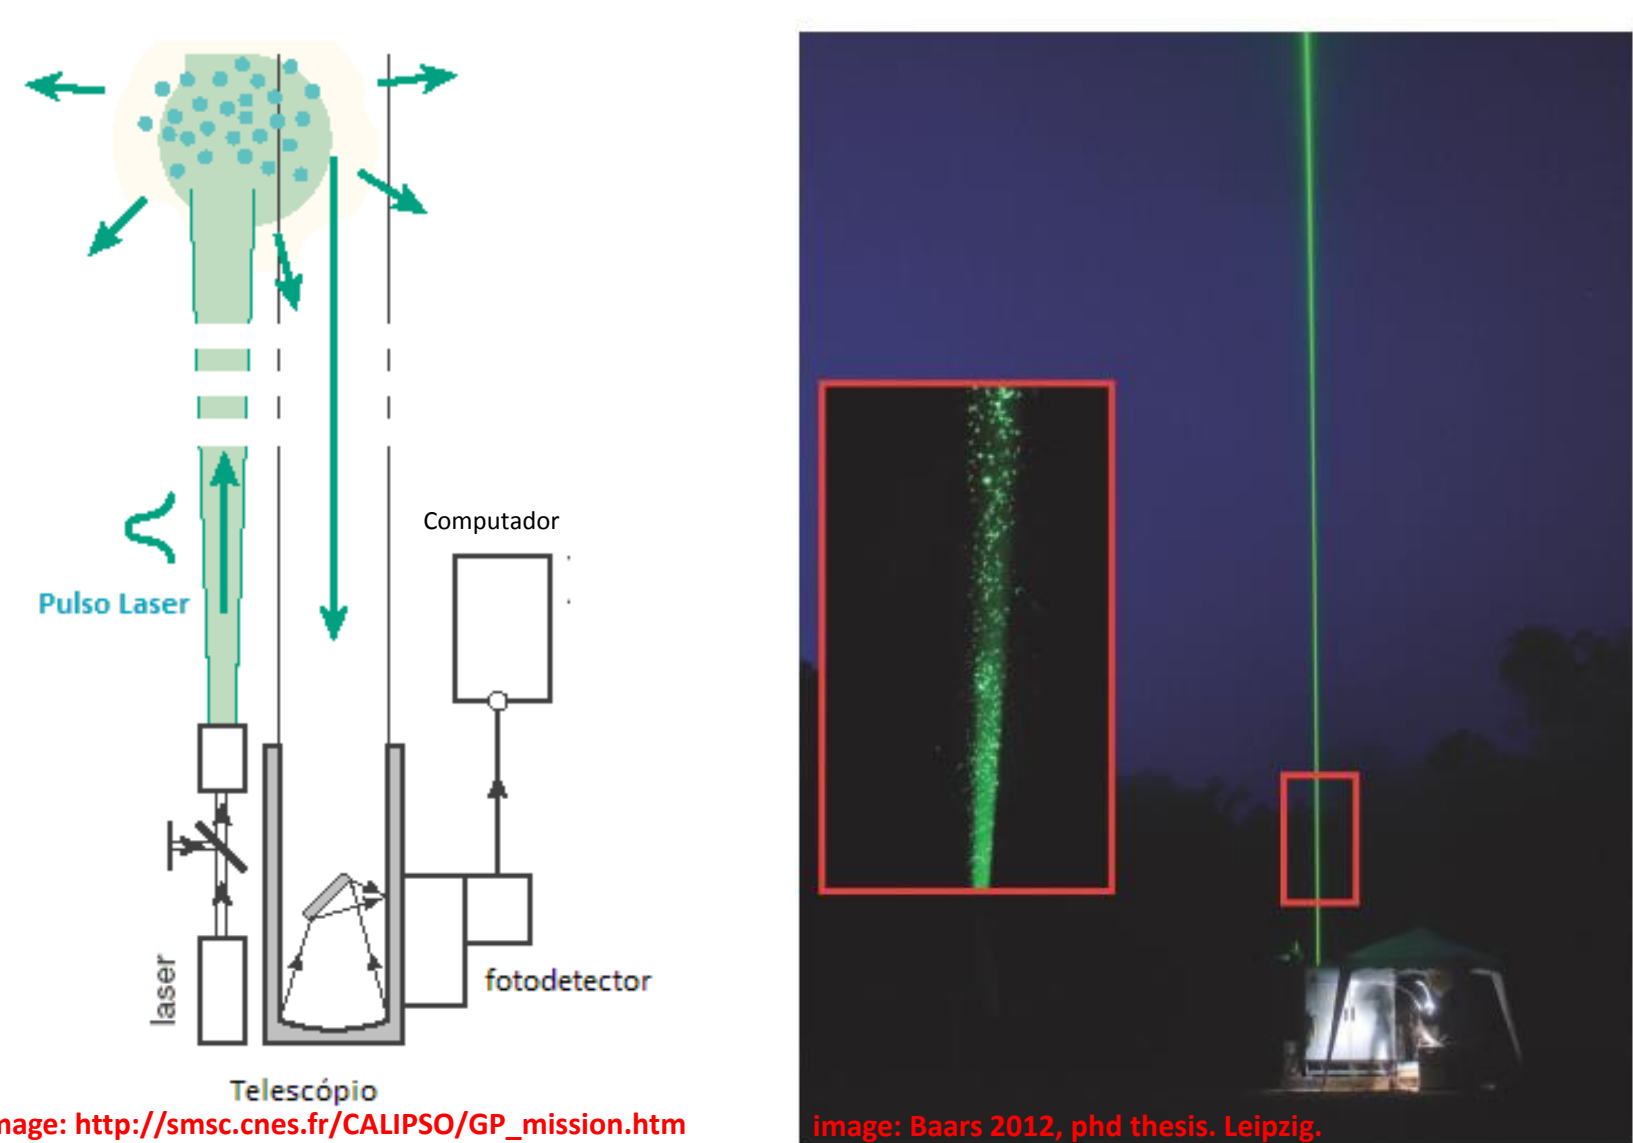 Computador
Pulso Laser
laser
fotodetector
Telescópio
mage: http://smsc.cnes.fr/CALIPSO/GP_mission.htm
image: Baars 2012, phd thesis. Leipzig.